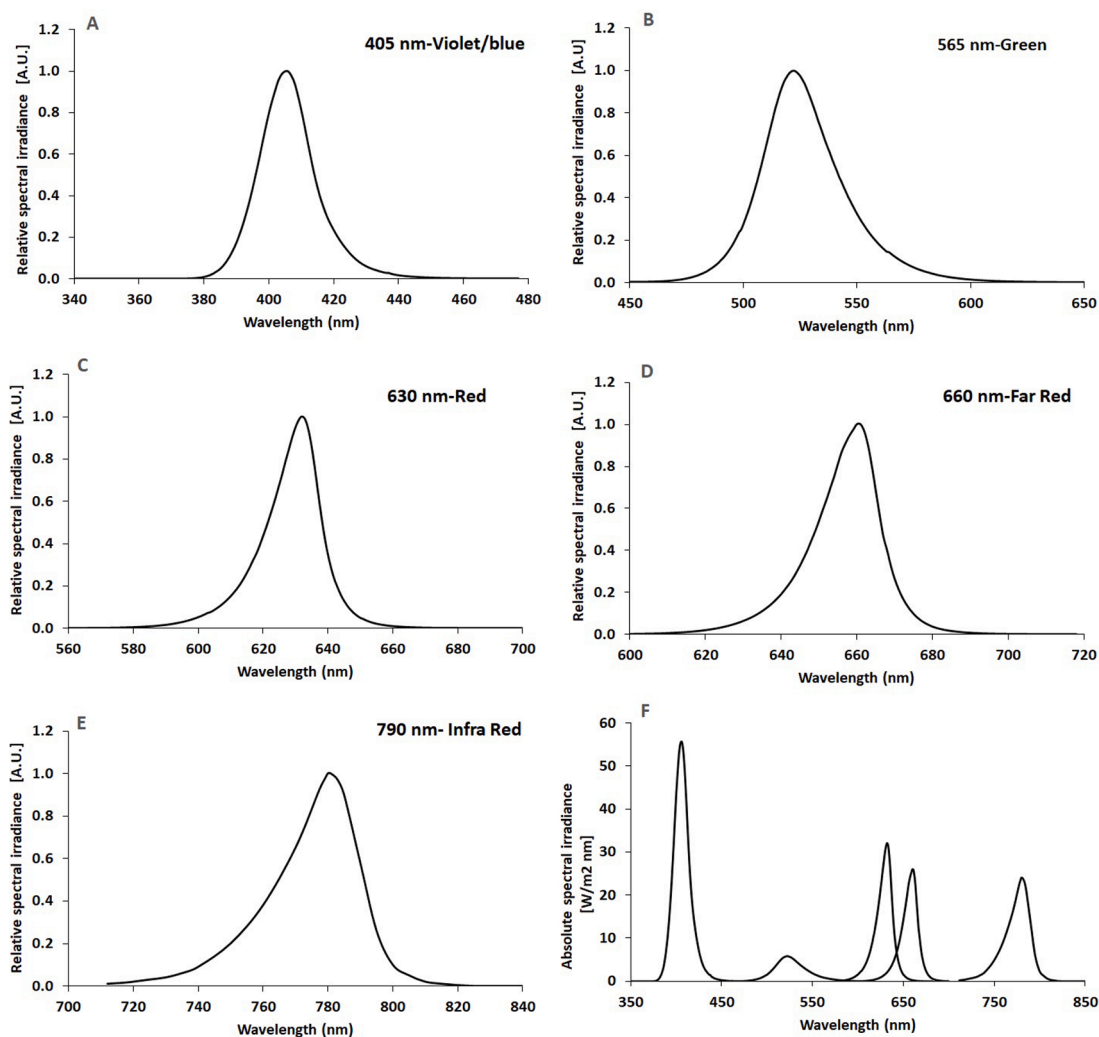 A
405 nm-Violet/blue
Relative spectral irradiance [A.U.]
1.2
1.0
0.8
0.6
0.4
0.2
0.0
340 360 380 400 420 440 460 480
Wavelength (nm)
B
565 nm-Green
Relative spectral irradiance [A.U]
1.2
1.0
0.8
0.6
0.4
0.2
0.0
450 500 550 600 650
Wavelength (nm)
C
630 nm-Red
Relative spectral irradiance [A.U.]
1.2
1.0
0.8
0.6
0.4
0.2
0.0
560 580 600 620 640 660 680 700
Wavelength (nm)
D
660 nm-Far Red
Relative spectral irradiance [A.U.]
1.2
1.0
0.8
0.6
0.4
0.2
0.0
600 620 640 660 680 700 720
Wavelength (nm)
E
790 nm- Infra Red
Relative spectral irradiance [A.U.]
1.2
1.0
0.8
0.6
0.4
0.2
0.0
700 720 740 760 780 800 820 840
Wavelength (nm)
F
Absolute spectral irradiance
[W/m2 nm]
60
50
40
30
20
10
0
350 450 550 650 750 850
Wavelength (nm)